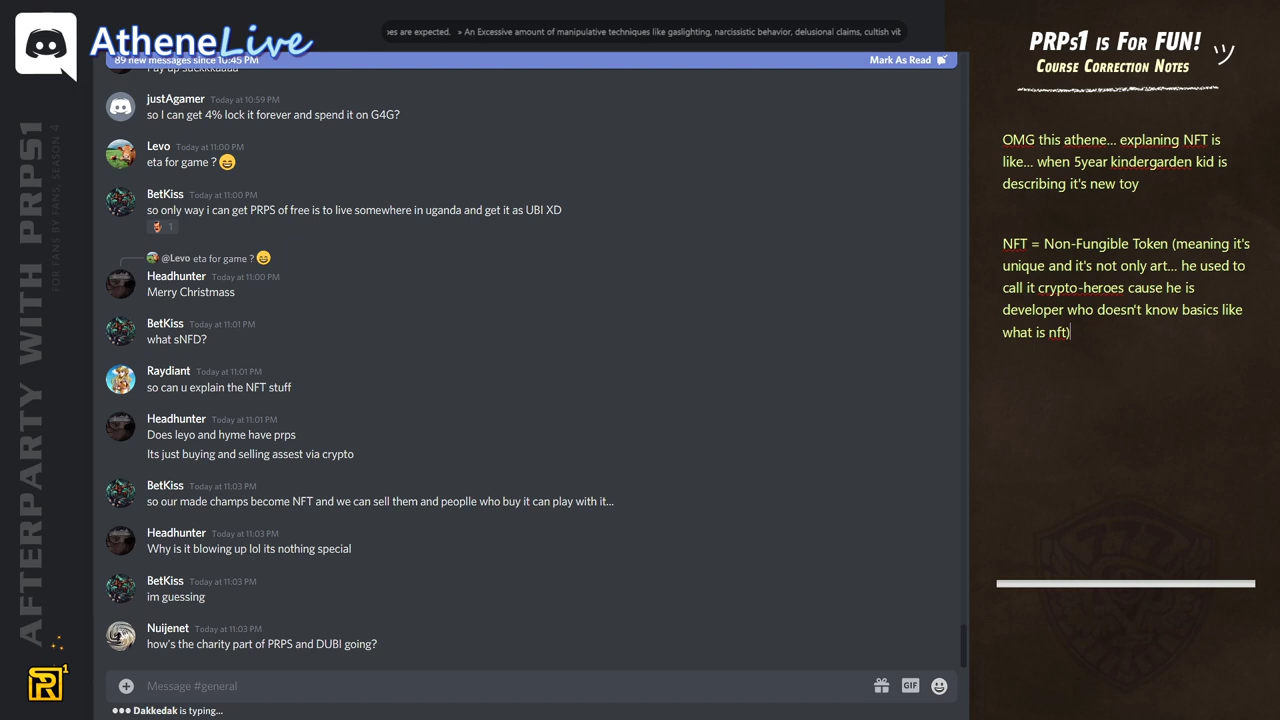 AtheneLive
es are expected. » An Excessive amount of manipulative techniques like gaslighting, narcissistic behavior, delusional claims, cultish vib
89 new messages since 10:45 PM
Mark As Read
justAgamer Today at 10:59 PM
so I can get 4% lock it forever and spend it on G4G?
Levo Today at 11:00 PM
eta for game ? 😄
BetKiss Today at 11:00 PM
so only way i can get PRPS of free is to live somewhere in uganda and get it as UBI XD
1
@Levo eta for game ? 😄
Headhunter Today at 11:00 PM
Merry Christmass
BetKiss Today at 11:01 PM
what sNFD?
Raydiant Today at 11:01 PM
so can u explain the NFT stuff
Headhunter Today at 11:01 PM
Does leyo and hyme have prps
Its just buying and selling assest via crypto
BetKiss Today at 11:03 PM
so our made champs become NFT and we can sell them and peoplle who buy it can play with it...
Headhunter Today at 11:03 PM
Why is it blowing up lol its nothing special
BetKiss Today at 11:03 PM
im guessing
Nuijenet Today at 11:03 PM
how's the charity part of PRPS and DUBI going?
Message #general
GIF
Dakkedak is typing...
AFTERPARTY WITH PRPS1
FOR FANS BY FANS, SEASON 4
R1
PRPs1 is For FUN!
Course Correction Notes
ツ
OMG this athene... explaning NFT is
like... when 5year kindergarden kid is
describing it's new toy
NFT = Non-Fungible Token (meaning it's
unique and it's not only art... he used to
call it crypto-heroes cause he is
developer who doesn't know basics like
what is nft)
777